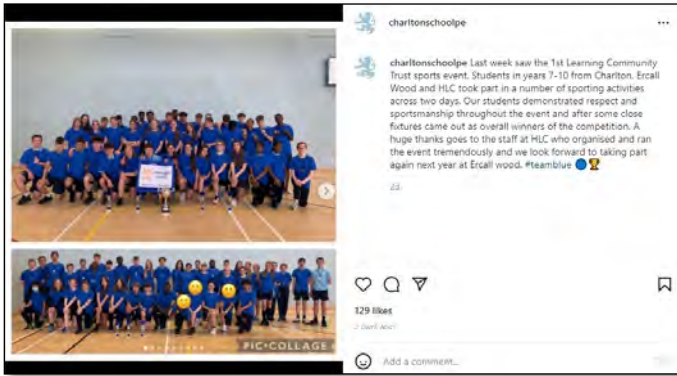 charltonschoolpe
charltonschoolpe Last week saw the 1st Learning Community
Trust sports event. Students in years 7-10 from Charlton, Ercall
Wood and HLC took part in a number of sporting activities
across two days. Our students demonstrated respect and
sportsmanship throughout the event and after some close
fixtures came out as overall winners of the competition. A
huge thanks goes to the staff at HLC who organised and ran
the event tremendously and we look forward to taking part
again next year at Ercall wood. #teamblue 🔵🏆
PIC•COLLAGE
129 likes
Add a comment...